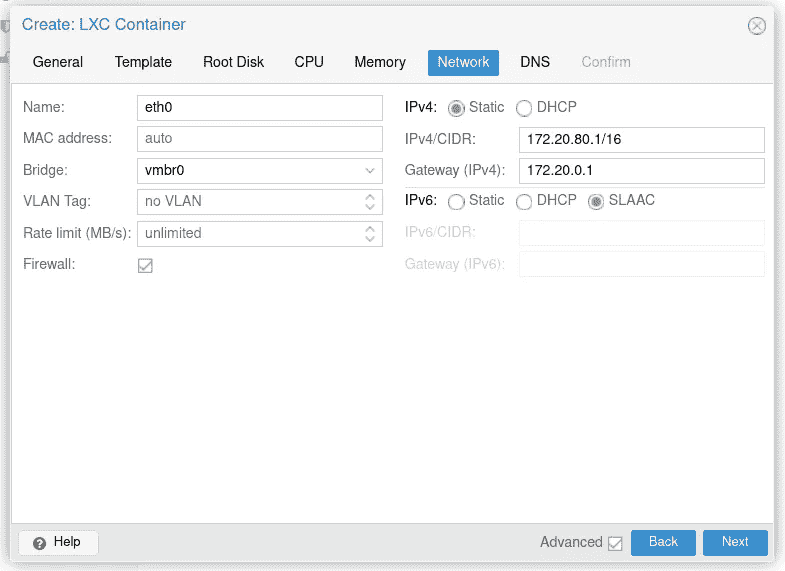 Create: LXC Container
General Template Root Disk CPU Memory Network DNS Confirm
Name: eth0
MAC address: auto
Bridge: vmbr0
VLAN Tag: no VLAN
Rate limit (MB/s): unlimited
Firewall:
IPv4: Static DHCP
IPv4/CIDR: 172.20.80.1/16
Gateway (IPv4): 172.20.0.1
IPv6: Static DHCP SLAAC
IPv6/CIDR:
Gateway (IPv6):
Help Advanced Back Next